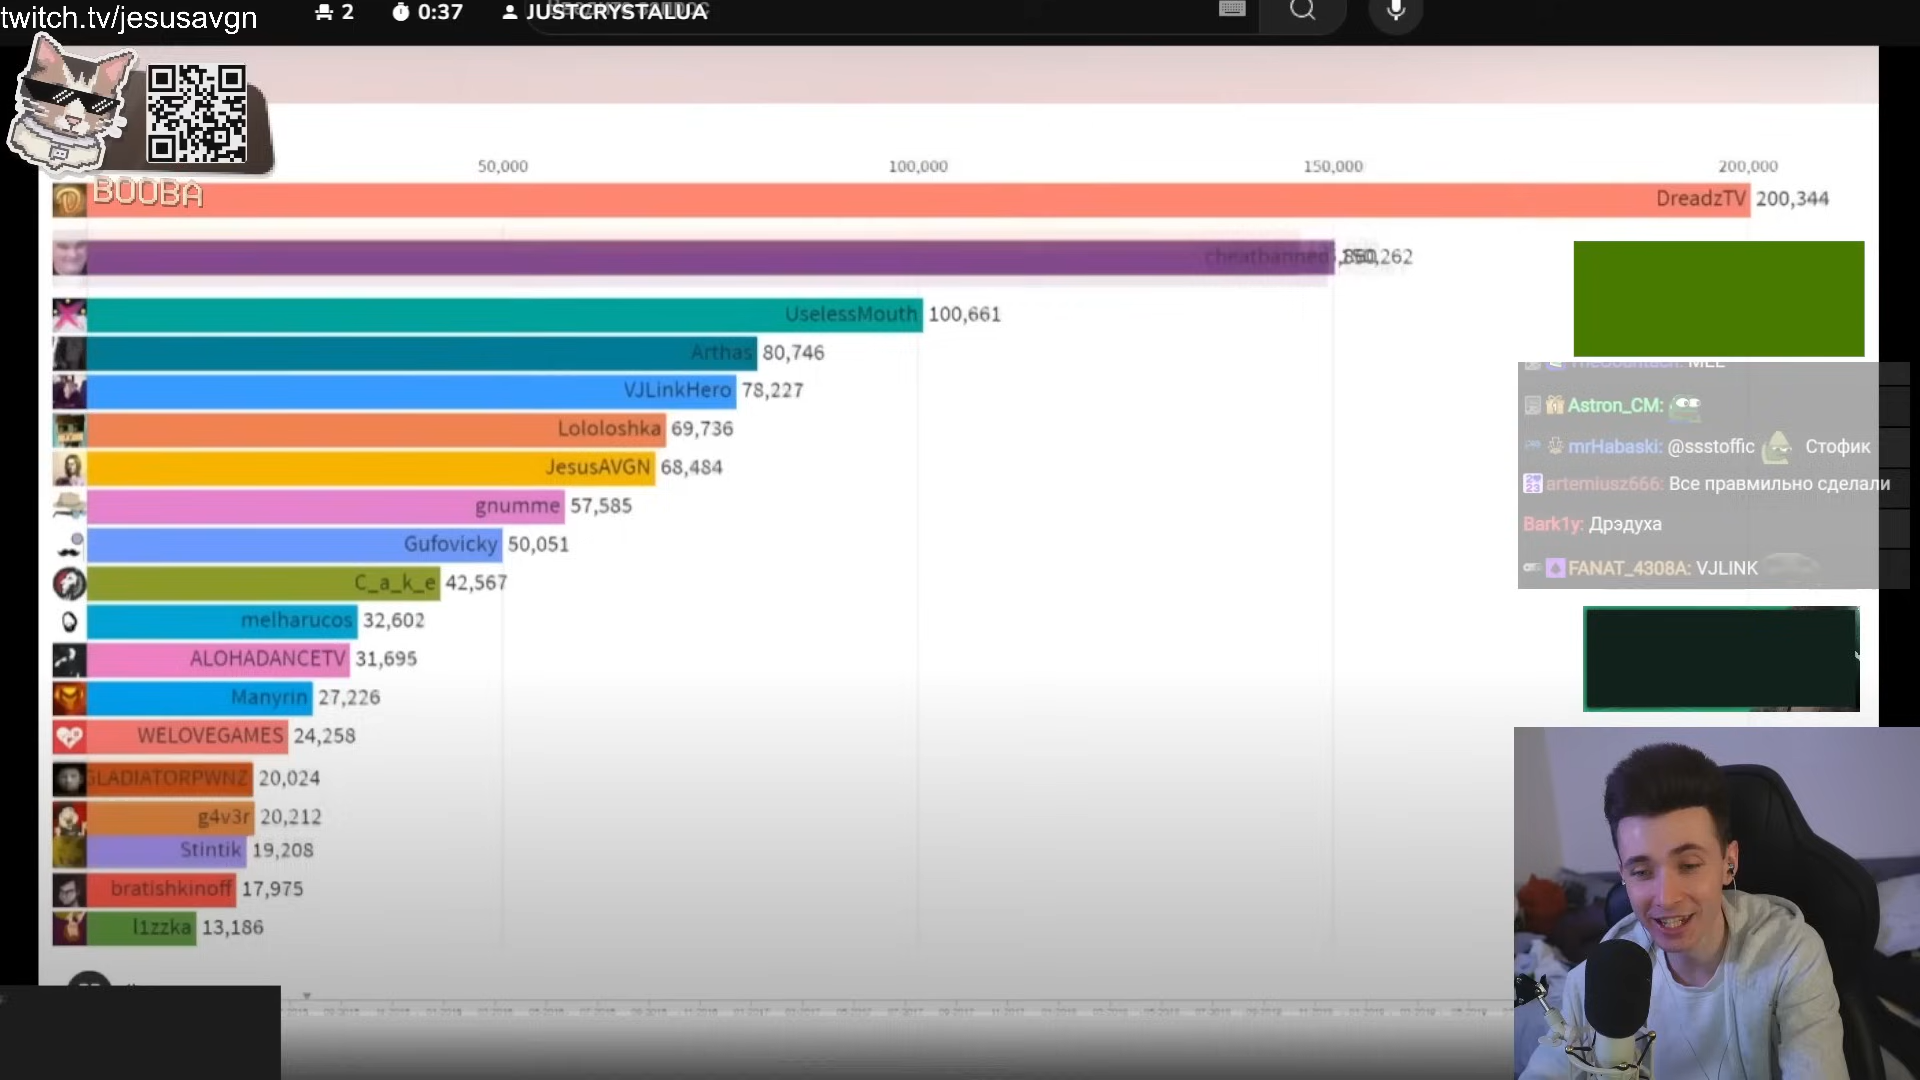 twitch.tv/jesusavgn
2 0:37 JUSTCRYSTALUA
50,000 100,000 150,000 200,000
BOOBA
DreadzTV 200,344
cheatbanned
UselessMouth 100,661
Arthas 80,746
VJLinkHero 78,227
Lololoshka 69,736
JesusAVGN 68,484
gnumme 57,585
Gufovicky 50,051
C_a_k_e 42,567
melharucos 32,602
ALOHADANCETV 31,695
Manyrin 27,226
WELOVEGAMES 24,258
GLADIATORPWNZ 20,024
g4v3r 20,212
Stintik 19,208
bratishkinoff 17,975
l1zzka 13,186
Astron_CM:
mrHabaski: @ssstoffic Стофик
artemiusz666: Все правмильно сделали
Bark1y: Дрэдуха
FANAT_4308A: VJLINK